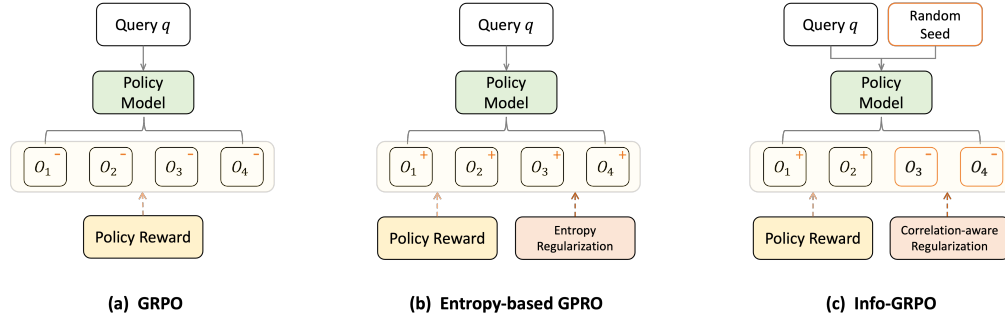 Query q
Policy
Model
O1 -
O2 -
O3 -
O4 -
Policy Reward
(a) GRPO
Query q
Policy
Model
O1 +
O2 +
O3 +
O4 +
Policy Reward
Entropy
Regularization
(b) Entropy-based GPRO
Query q
Random
Seed
Policy
Model
O1 +
O2 +
O3 -
O4 -
Policy Reward
Correlation-aware
Regularization
(c) Info-GRPO